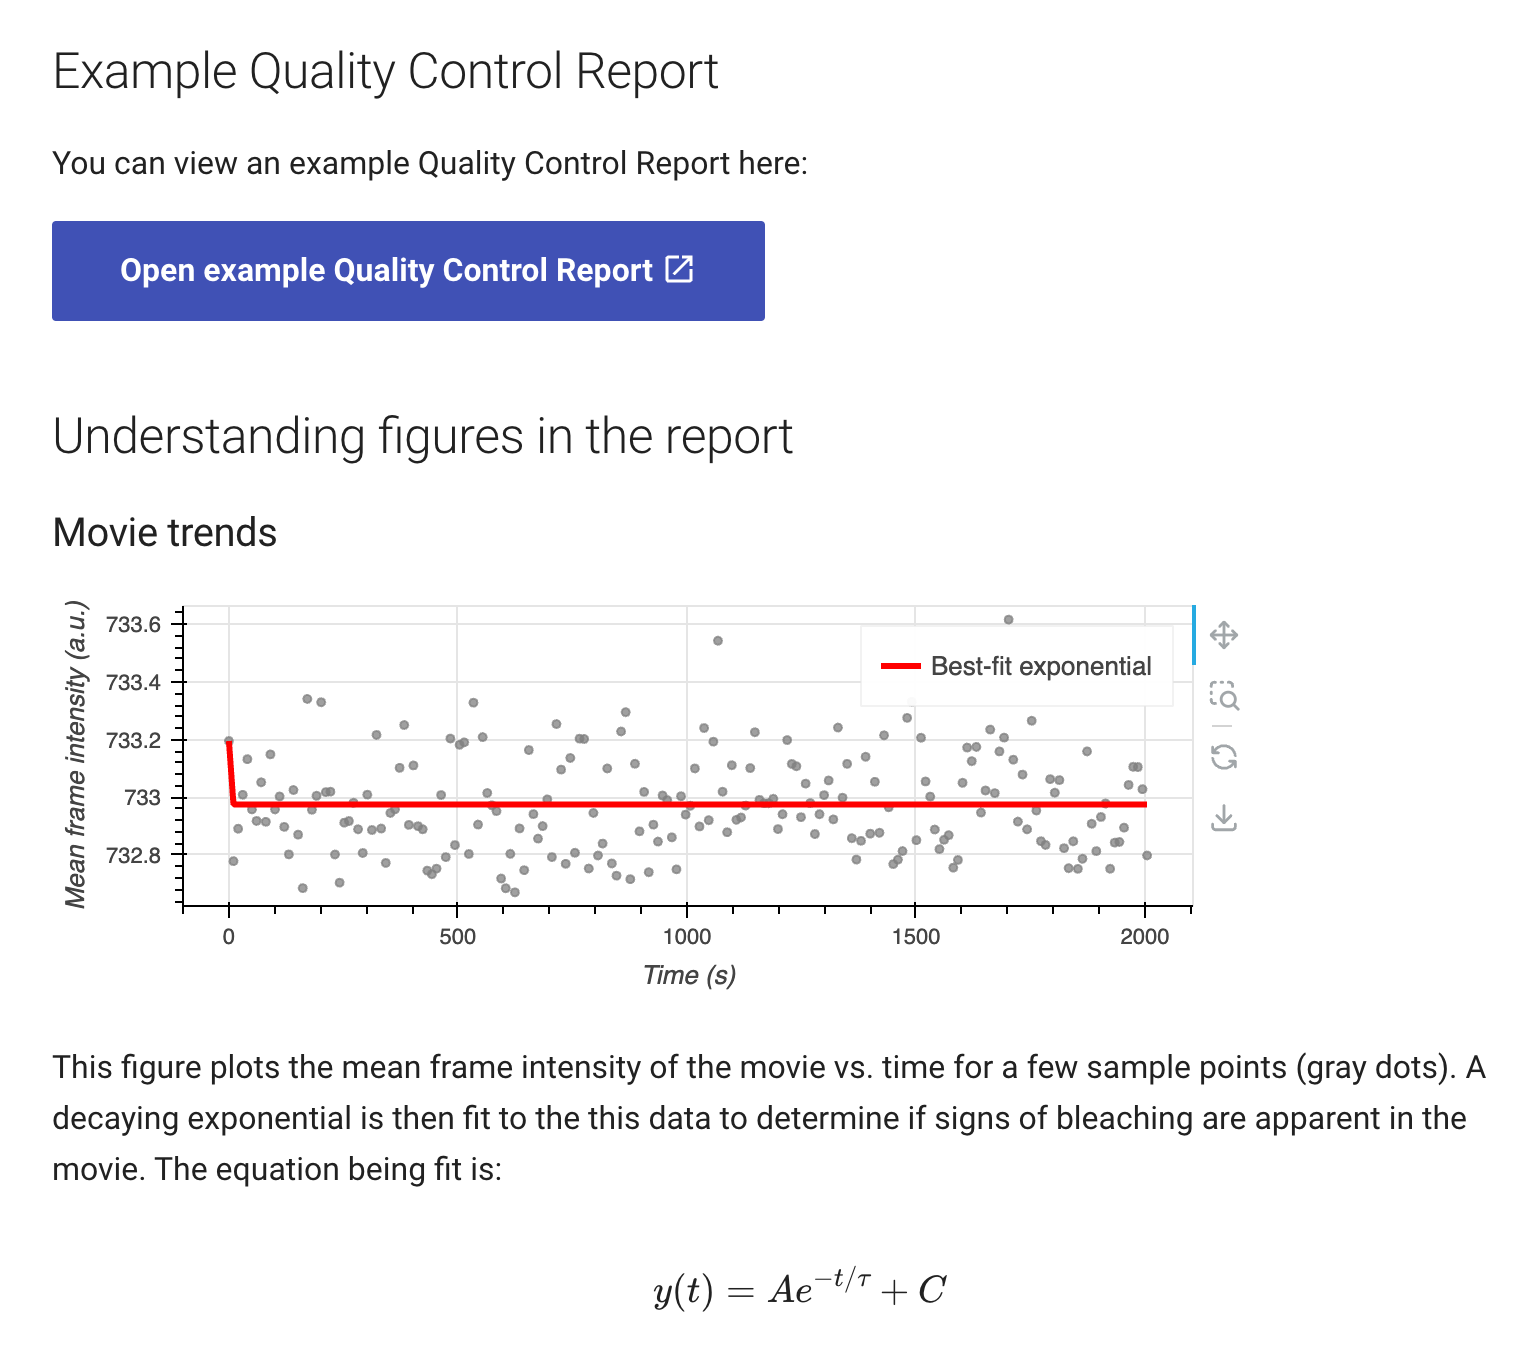 Example Quality Control Report
You can view an example Quality Control Report here:
Open example Quality Control Report
Understanding figures in the report
Movie trends
Mean frame intensity (a.u.)
733.6
733.4
733.2
733
732.8
Best-fit exponential
0 500 1000 1500 2000
Time (s)
This figure plots the mean frame intensity of the movie vs. time for a few sample points (gray dots). A
decaying exponential is then fit to the this data to determine if signs of bleaching are apparent in the
movie. The equation being fit is:
y(t) = Ae^{-t/τ} + C